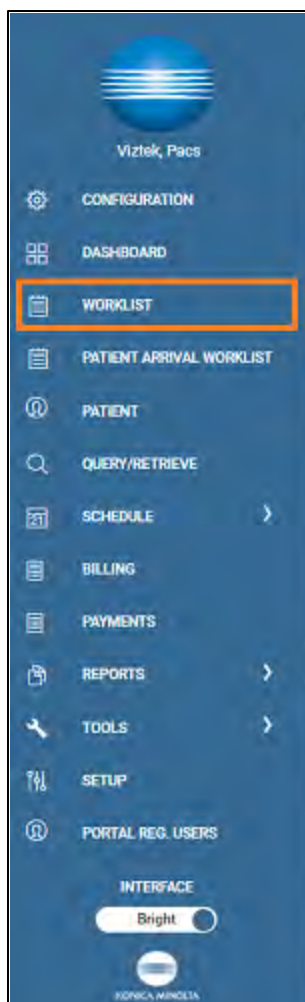 Viztek, Pacs
CONFIGURATION
DASHBOARD
WORKLIST
PATIENT ARRIVAL WORKLIST
PATIENT
QUERY/RETRIEVE
21
SCHEDULE
BILLING
PAYMENTS
REPORTS
TOOLS
SETUP
PORTAL REG. USERS
INTERFACE
Bright
KONICA MINOLTA